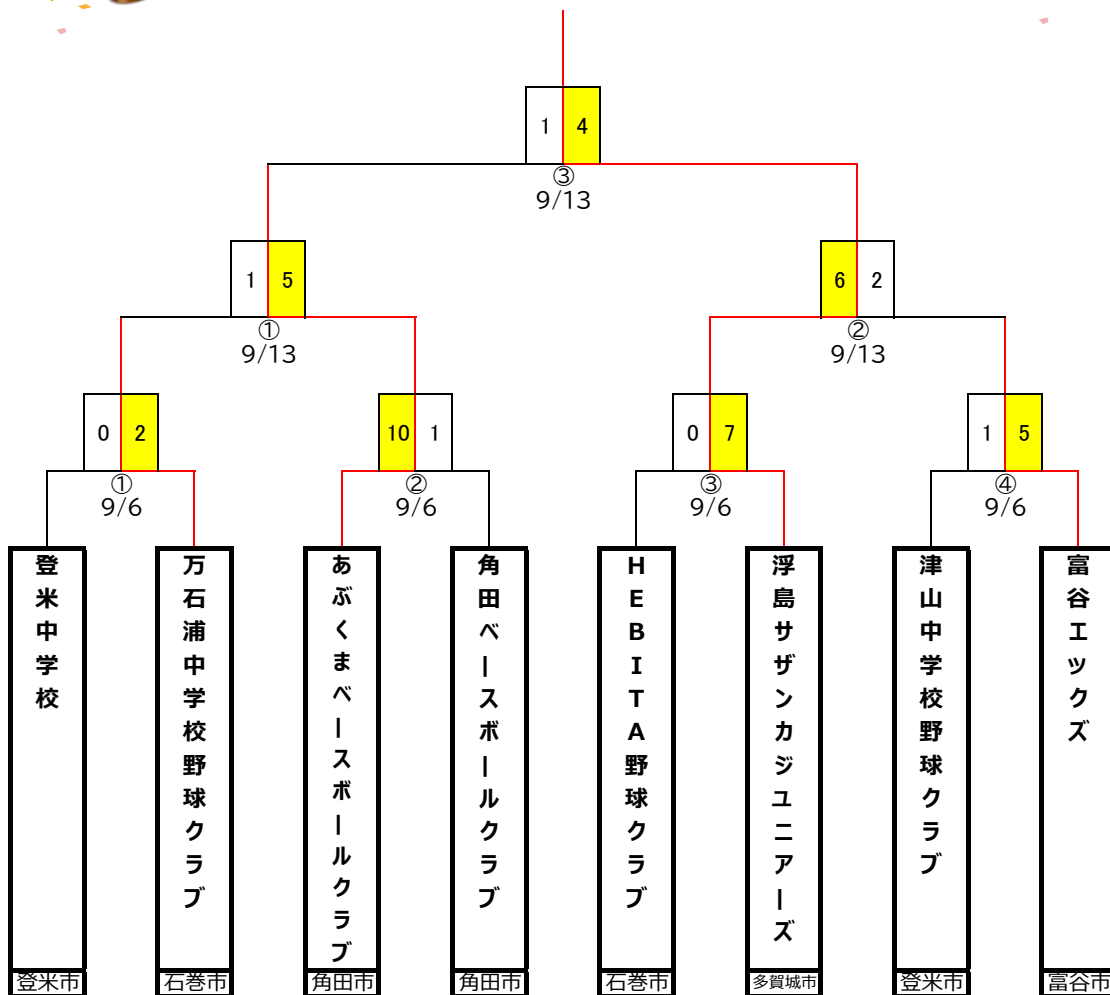 1 4
③
9/13
1 5
①
9/13
6 2
②
9/13
0 2
①
9/6
10 1
②
9/6
0 7
③
9/6
1 5
④
9/6
登米中学校
万石浦中学校野球クラブ
あぶくまベースボールクラブ
角田ベースボールクラブ
HEBITA野球クラブ
浮島サザンカジユニアーズ
津山中学校野球クラブ
富谷エックズ
登米市
石巻市
角田市
角田市
石巻市
多賀城市
登米市
富谷市